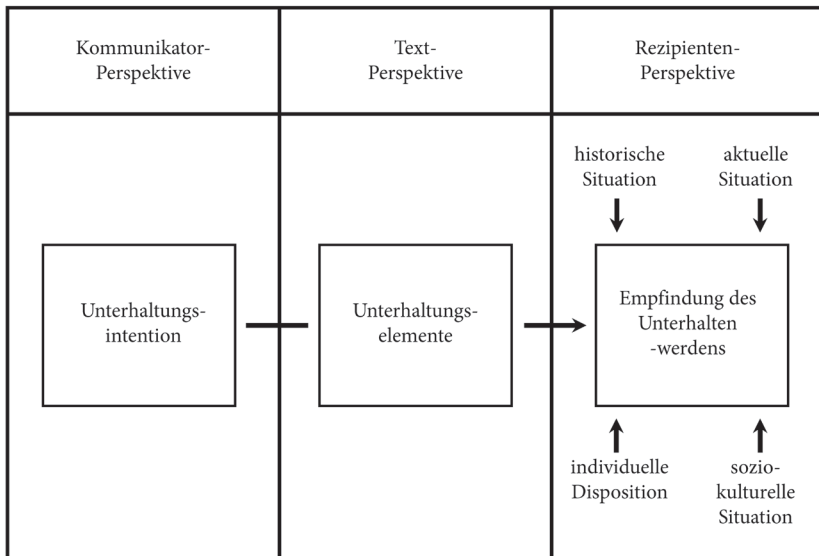 Kommunikator-
Perspektive
Text-
Perspektive
Rezipienten-
Perspektive
historische
Situation
aktuelle
Situation
Unterhaltungs-
intention
Unterhaltungs-
elemente
Empfindung des
Unterhalten
-werdens
individuelle
Disposition
sozio-
kulturelle
Situation